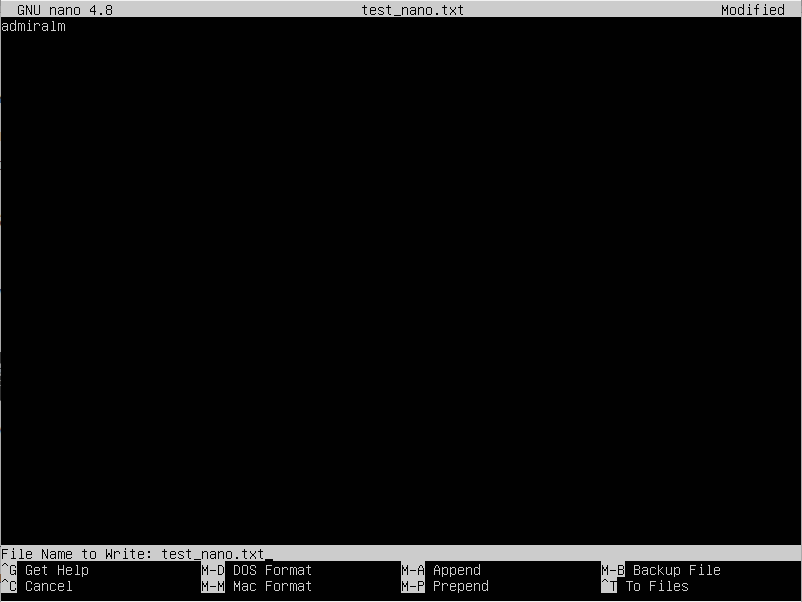 GNU nano 4.8 test_nano.txt Modified
admiralm
File Name to Write: test_nano.txt
^G Get Help M-D DOS Format M-A Append M-B Backup File
^C Cancel M-M Mac Format M-P Prepend ^T To Files